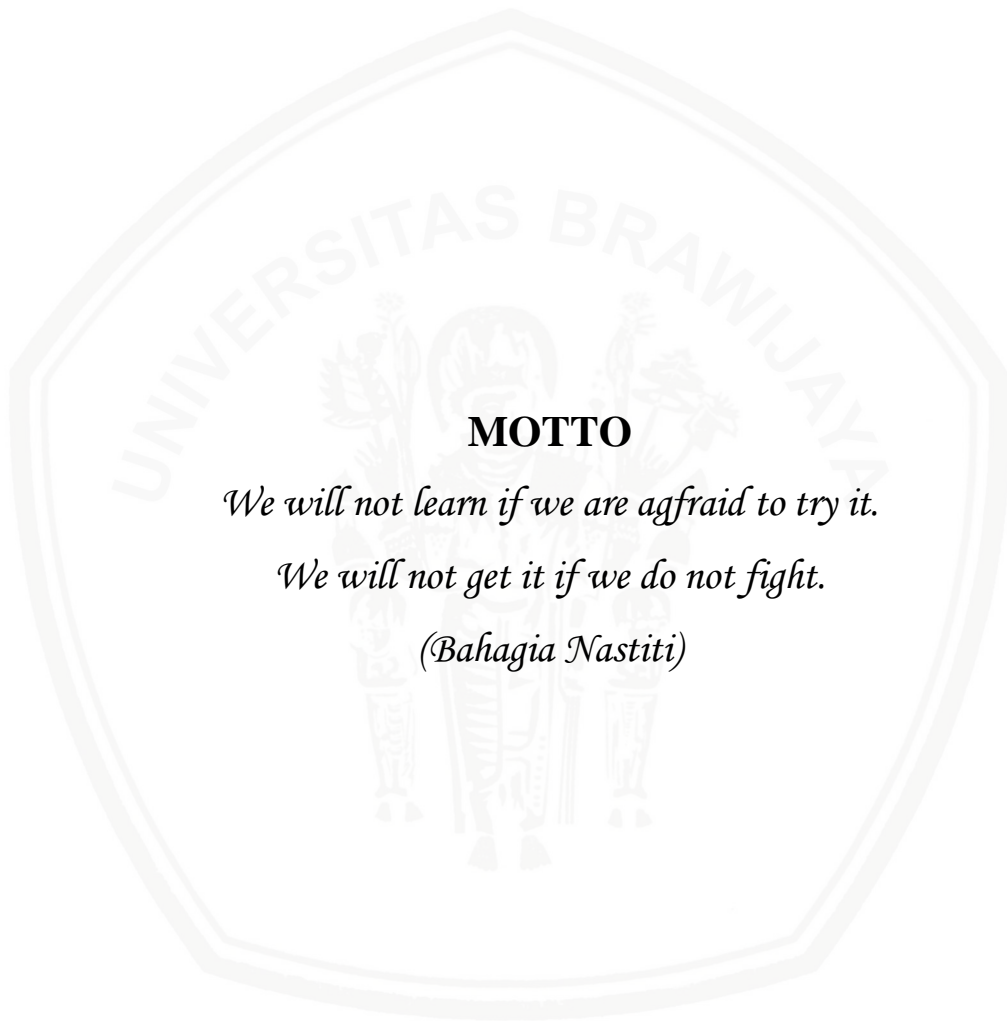 UNIVERSITAS BRAWIJAYA
MOTTO
We will not learn if we are agfraid to try it.
We will not get it if we do not fight.
(Bahagia Nastiti)